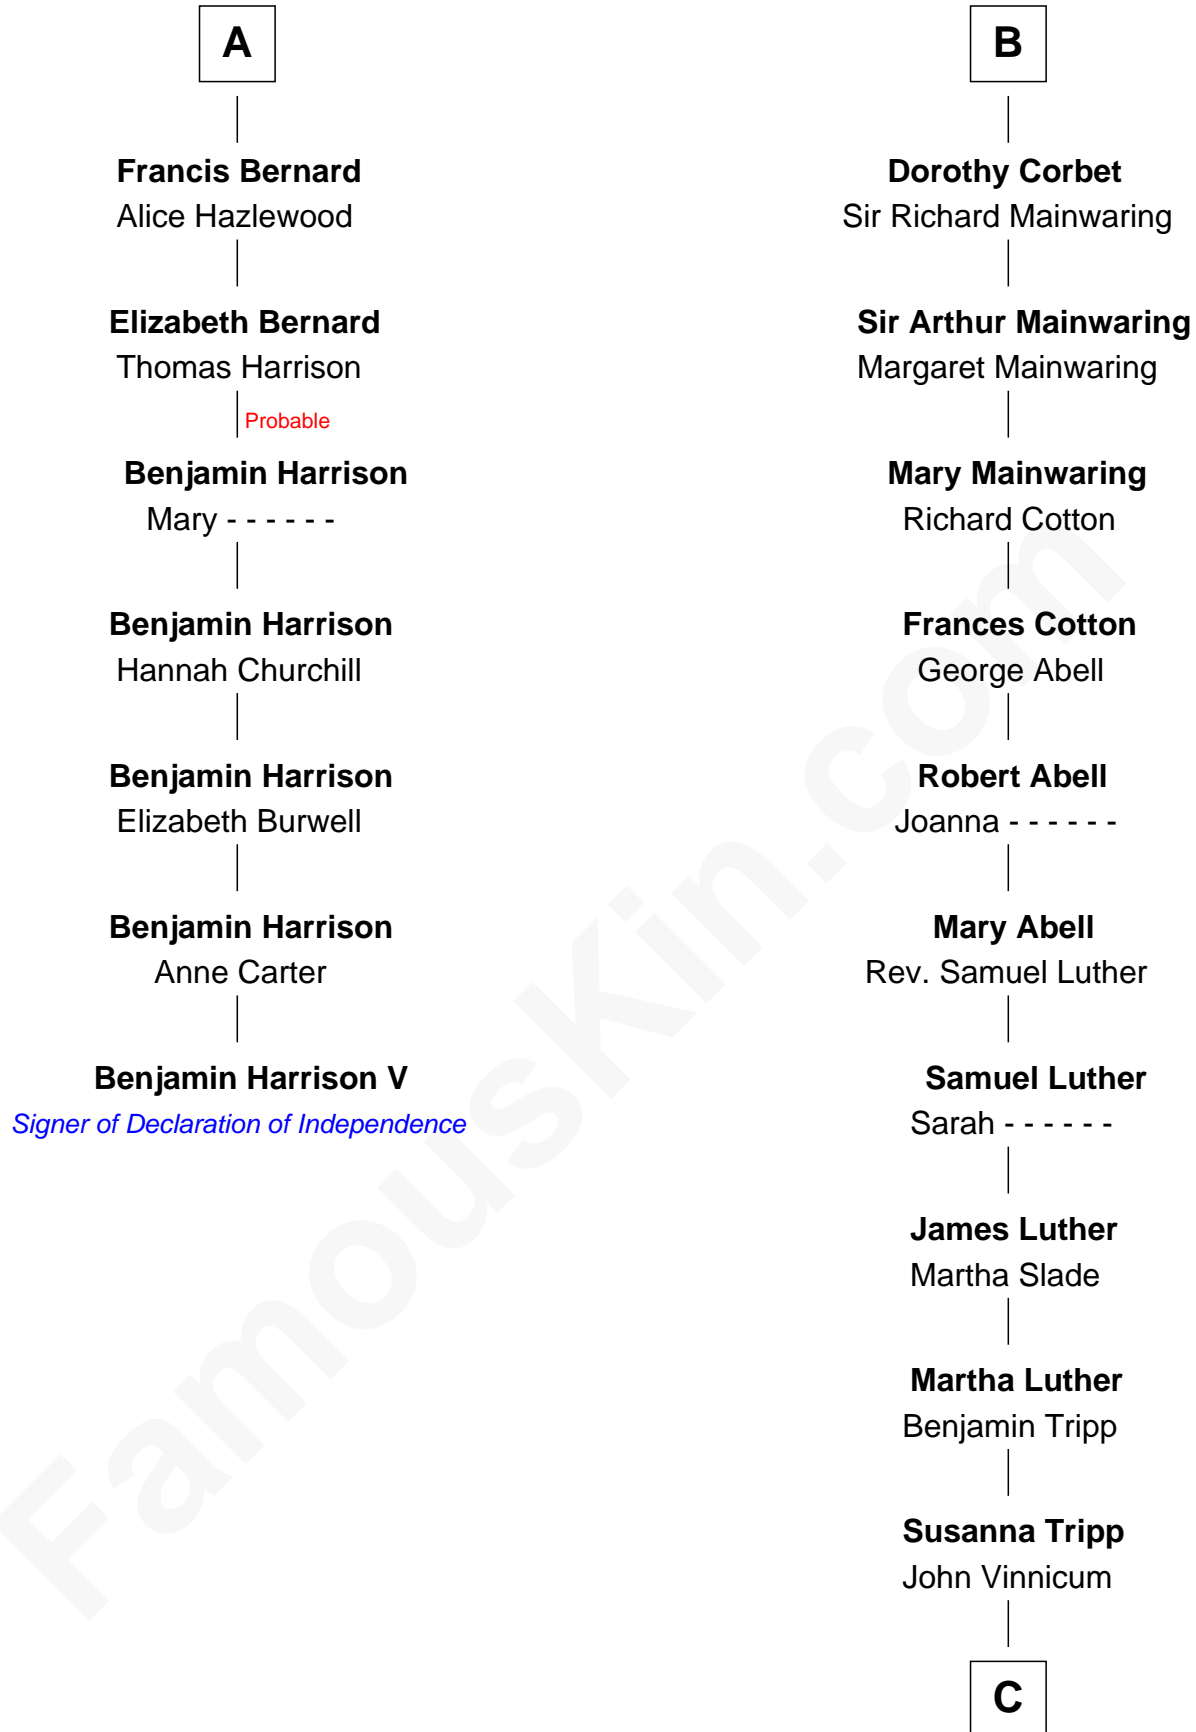 A
Francis Bernard
Alice Hazlewood
Elizabeth Bernard
Thomas Harrison
Probable
Benjamin Harrison
Mary - - - - - -
Benjamin Harrison
Hannah Churchill
Benjamin Harrison
Elizabeth Burwell
Benjamin Harrison
Anne Carter
Benjamin Harrison V
Signer of Declaration of Independence
B
Dorothy Corbet
Sir Richard Mainwaring
Sir Arthur Mainwaring
Margaret Mainwaring
Mary Mainwaring
Richard Cotton
Frances Cotton
George Abell
Robert Abell
Joanna - - - - - -
Mary Abell
Rev. Samuel Luther
Samuel Luther
Sarah - - - - - -
James Luther
Martha Slade
Martha Luther
Benjamin Tripp
Susanna Tripp
John Vinnicum
C
FamousKin.com